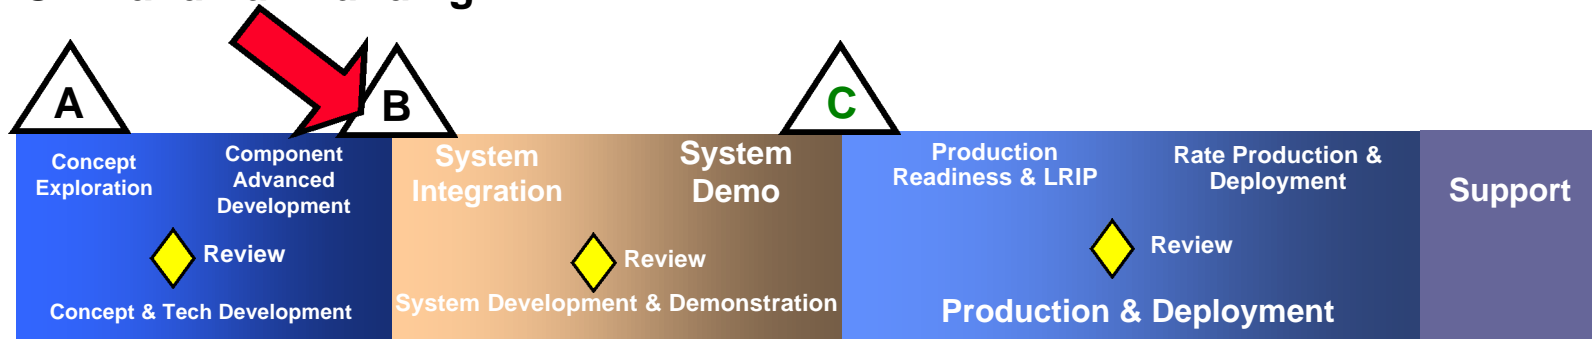 A
B
C
Concept
Exploration
Component
Advanced
Development
Review
Concept & Tech Development
System
Integration
System
Demo
Review
System Development & Demonstration
Production
Readiness & LRIP
Rate Production &
Deployment
Review
Production & Deployment
Support